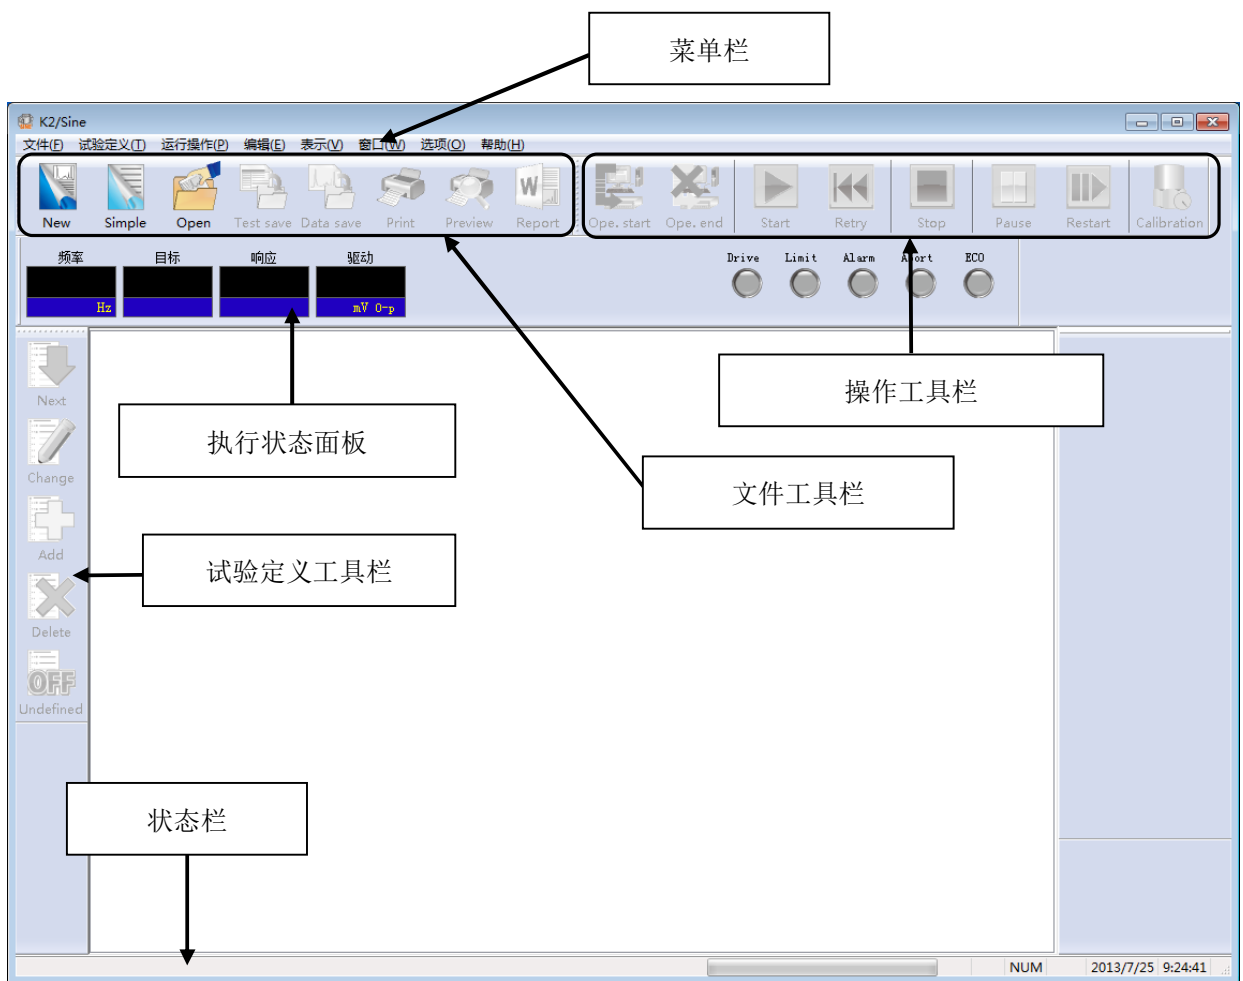 菜单栏
K2/Sine
文件(F) 试验定义(T) 运行操作(P) 编辑(E) 表示(V) 窗口(W) 选项(O) 帮助(H)
New Simple Open Test save Data save Print Preview Report Ope. start Ope. end Start Retry Stop Pause Restart Calibration
频率 目标 响应 驱动 Drive Limit Alarm Abort ECO
Hz mV 0-p
操作工具栏
Next
执行状态面板
Change
文件工具栏
Add
试验定义工具栏
Delete
OFF
Undefined
状态栏
NUM 2013/7/25 9:24:41